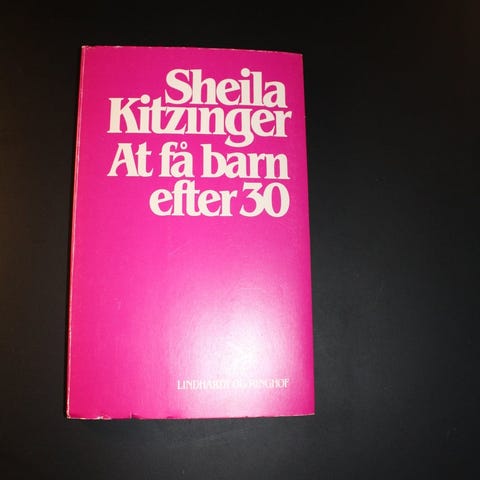 Sheila
Kitzinger
At få barn
efter 30
LINDHARDT OG RINGHOF